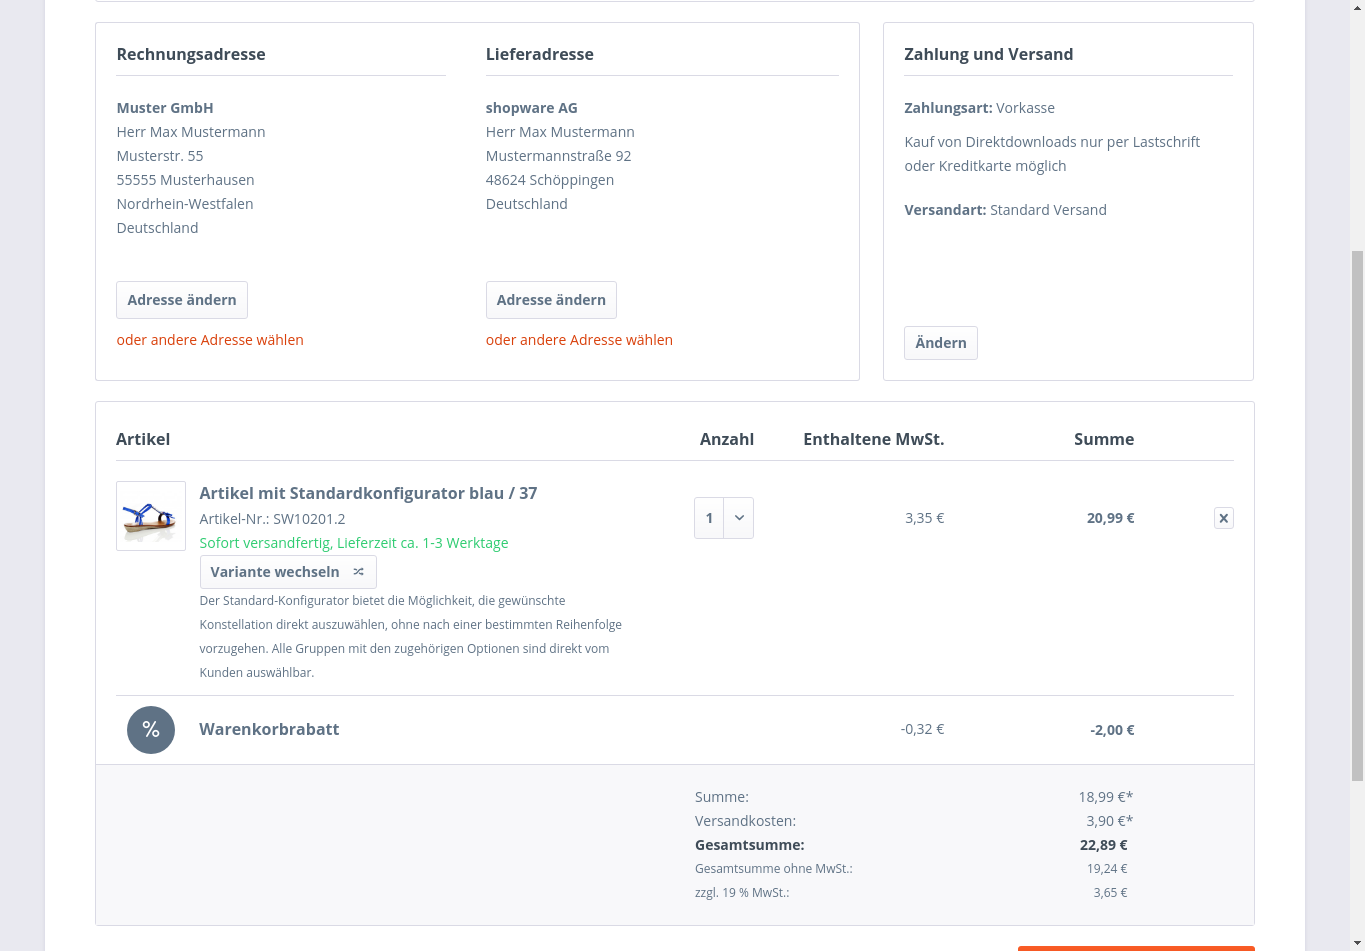 Rechnungsadresse
Muster GmbH
Herr Max Mustermann
Musterstr. 55
55555 Musterhausen
Nordrhein-Westfalen
Deutschland
Adresse ändern
oder andere Adresse wählen
Lieferadresse
shopware AG
Herr Max Mustermann
Mustermannstraße 92
48624 Schöppingen
Deutschland
Adresse ändern
oder andere Adresse wählen
Zahlung und Versand
Zahlungsart: Vorkasse
Kauf von Direktdownloads nur per Lastschrift
oder Kreditkarte möglich
Versandart: Standard Versand
Ändern
Artikel Anzahl Enthaltene MwSt. Summe
Artikel mit Standardkonfigurator blau / 37
Artikel-Nr.: SW10201.2
Sofort versandfertig, Lieferzeit ca. 1-3 Werktage
Variante wechseln
Der Standard-Konfigurator bietet die Möglichkeit, die gewünschte
Konstellation direkt auszuwählen, ohne nach einer bestimmten Reihenfolge
vorzugehen. Alle Gruppen mit den zugehörigen Optionen sind direkt vom
Kunden auswählbar.
1 3,35 € 20,99 €
% Warenkorbrabatt -0,32 € -2,00 €
Summe: 18,99 €*
Versandkosten: 3,90 €*
Gesamtsumme: 22,89 €
Gesamtsumme ohne MwSt.: 19,24 €
zzgl. 19 % MwSt.: 3,65 €